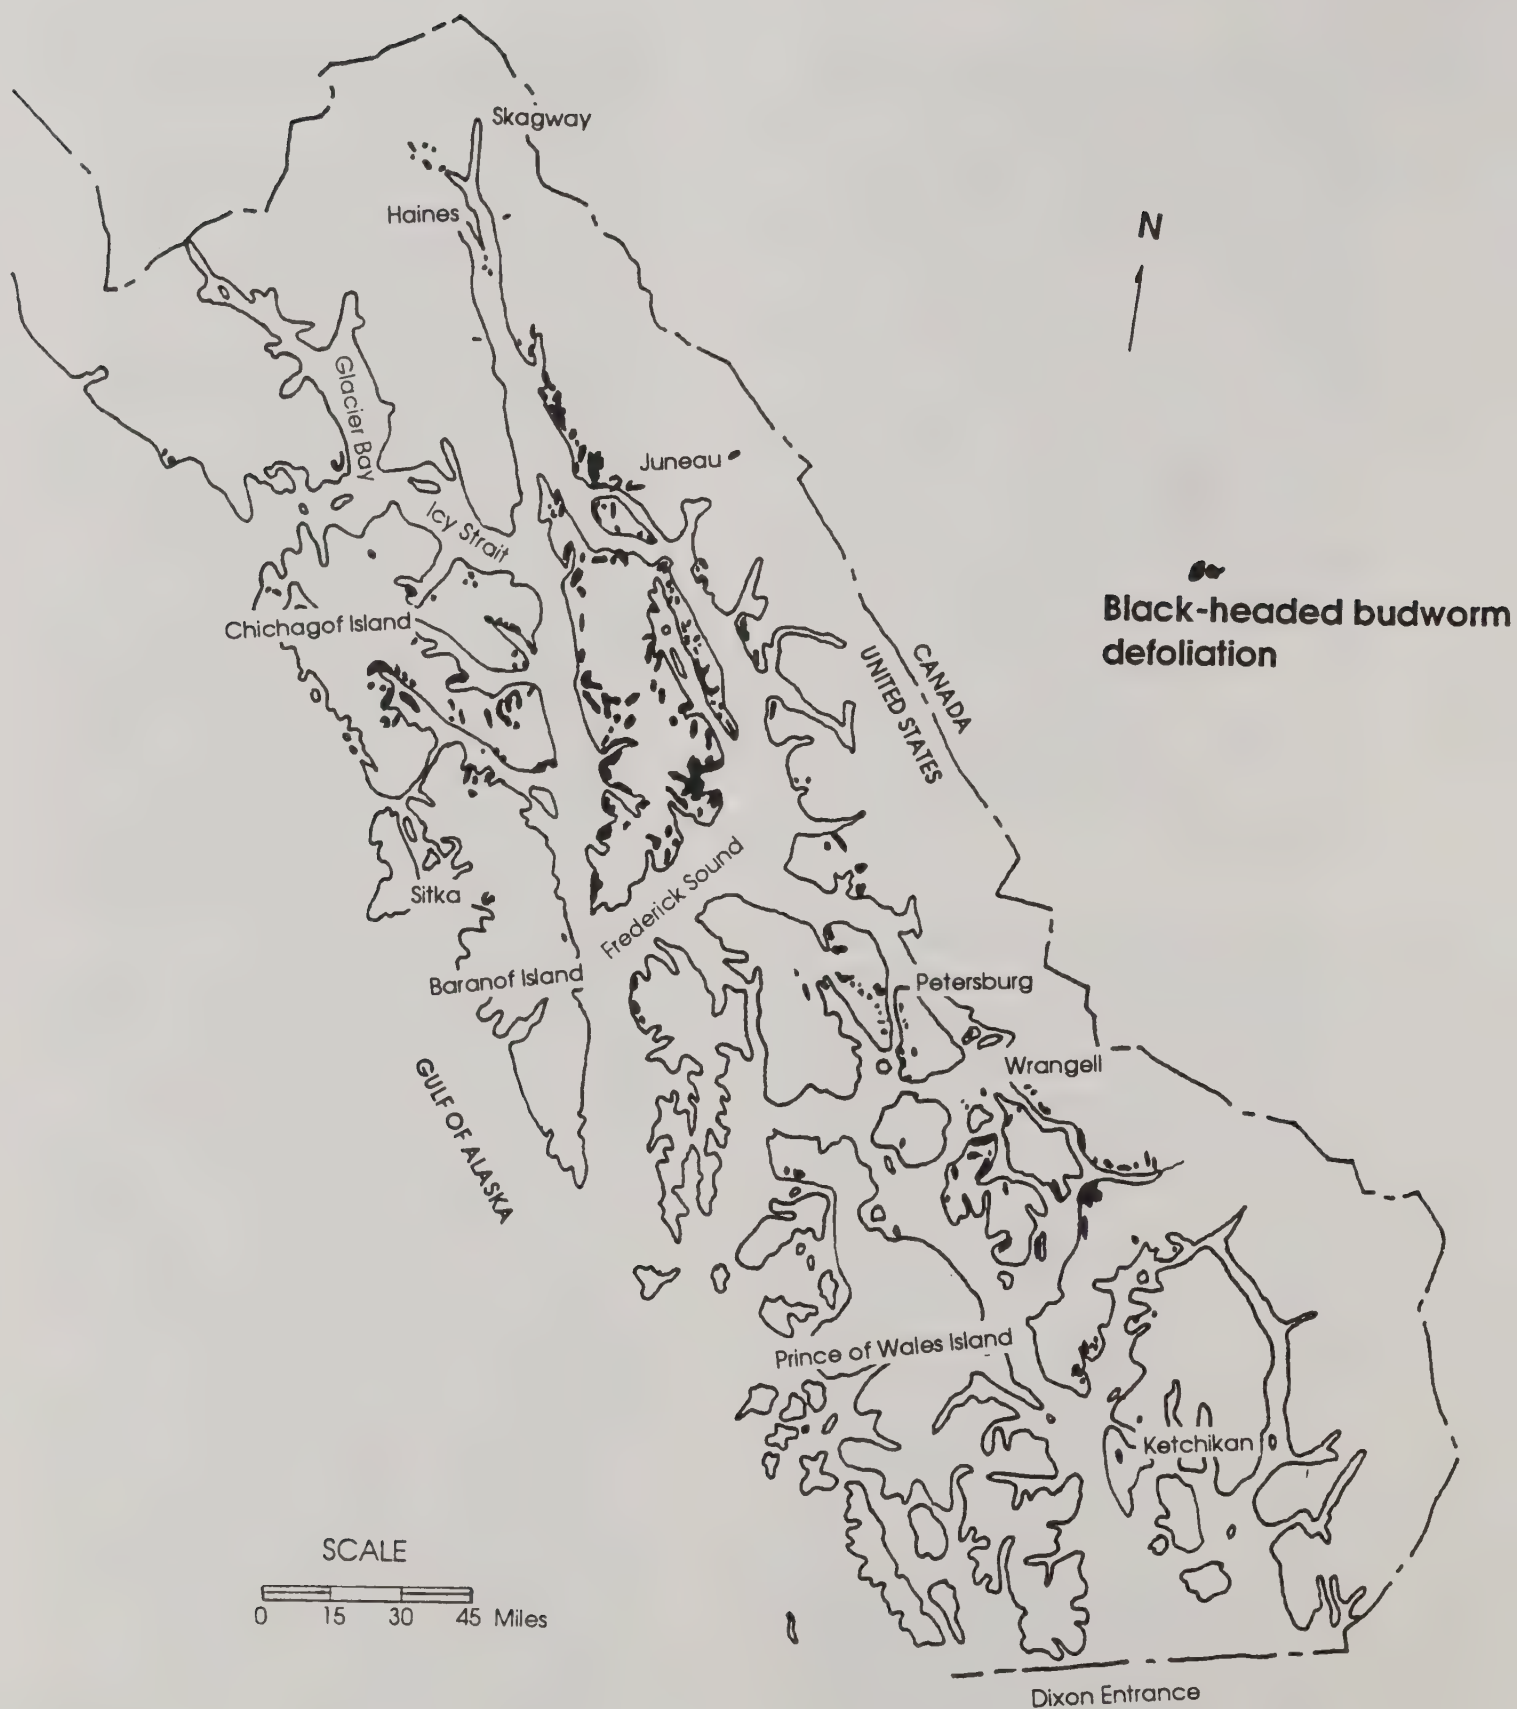 Skagway
Haines
N
Glacier Bay
Juneau
Icy Strait
Black-headed budworm
defoliation
Chichagof Island
CANADA
UNITED STATES
Sitka
Frederick Sound
Baranof Island
Petersburg
Wrangell
GULF OF ALASKA
Prince of Wales Island
Ketchikan
SCALE
0 15 30 45 Miles
Dixon Entrance